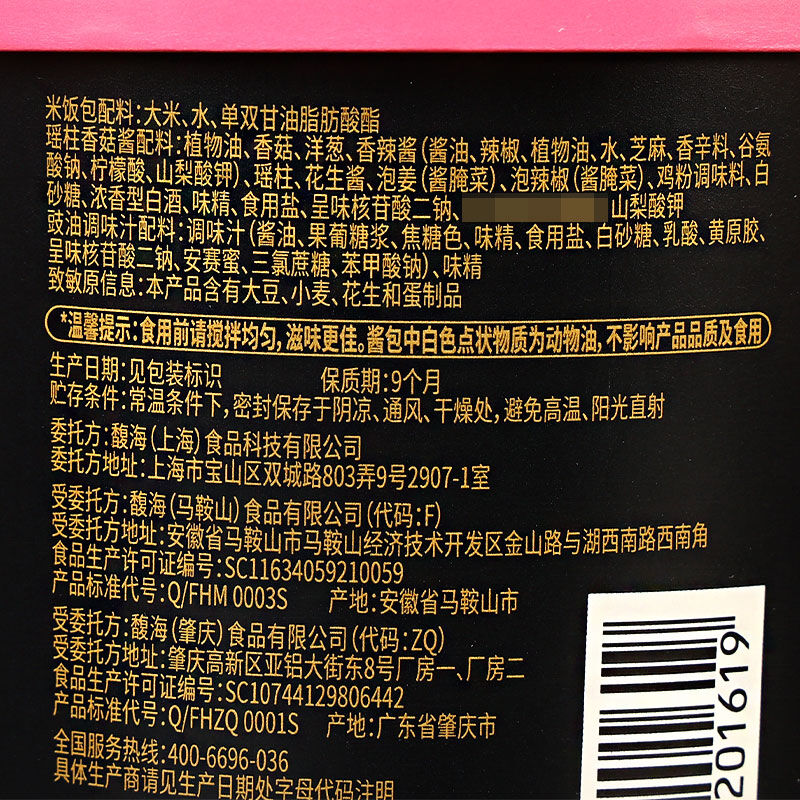 米饭包配料:大米、水、单双甘油脂肪酸酯
瑶柱香菇酱配料:植物油、香菇、洋葱、香辣酱(酱油、辣椒、植物油、水、芝麻、香辛料、谷氨
酸钠、柠檬酸、山梨酸钾)、瑶柱、花生酱、泡姜(酱腌菜)、泡辣椒(酱腌菜)、鸡粉调味料、白
砂糖、浓香型白酒、味精、食用盐、呈味核苷酸二钠、 山梨酸钾
豉油调味汁配料:调味汁(酱油、果葡糖浆、焦糖色、味精、食用盐、白砂糖、乳酸、黄原胶、
呈味核苷酸二钠、安赛蜜、三氯蔗糖、苯甲酸钠)、味精
致敏原信息:本产品含有大豆、小麦、花生和蛋制品
*温馨提示:食用前请搅拌均匀,滋味更佳。酱包中白色点状物质为动物油,不影响产品品质及食用
生产日期:见包装标识 保质期:9个月
贮存条件:常温条件下,密封保存于阴凉、通风、干燥处,避免高温、阳光直射
委托方:馥海(上海)食品科技有限公司
委托方地址:上海市宝山区双城路803弄9号2907-1室
受委托方:馥海(马鞍山)食品有限公司(代码:F)
受委托方地址:安徽省马鞍山市马鞍山经济技术开发区金山路与湖西南路西南角
食品生产许可证编号:SC11634059210059
产品标准代号:Q/FHM 0003S 产地:安徽省马鞍山市
受委托方:馥海(肇庆)食品有限公司(代码:ZQ)
受委托方地址:肇庆高新区亚铝大街东8号厂房一、厂房二
食品生产许可证编号:SC10744129806442
产品标准代号:Q/FHZQ 0001S 产地:广东省肇庆市
全国服务热线:400-6696-036
具体生产商请见生产日期处字母代码注明
201619